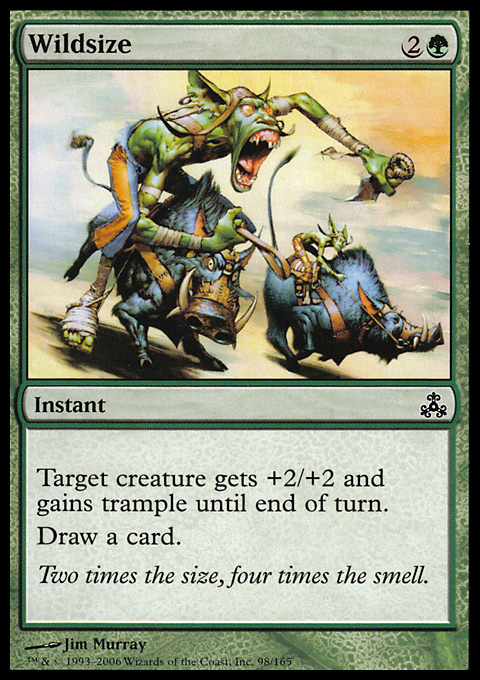 Wildsize 2
Instant
Target creature gets +2/+2 and
gains trample until end of turn.
Draw a card.
Two times the size, four times the smell.
Jim Murray
™ & © 1993–2006 Wizards of the Coast, Inc. 98/165